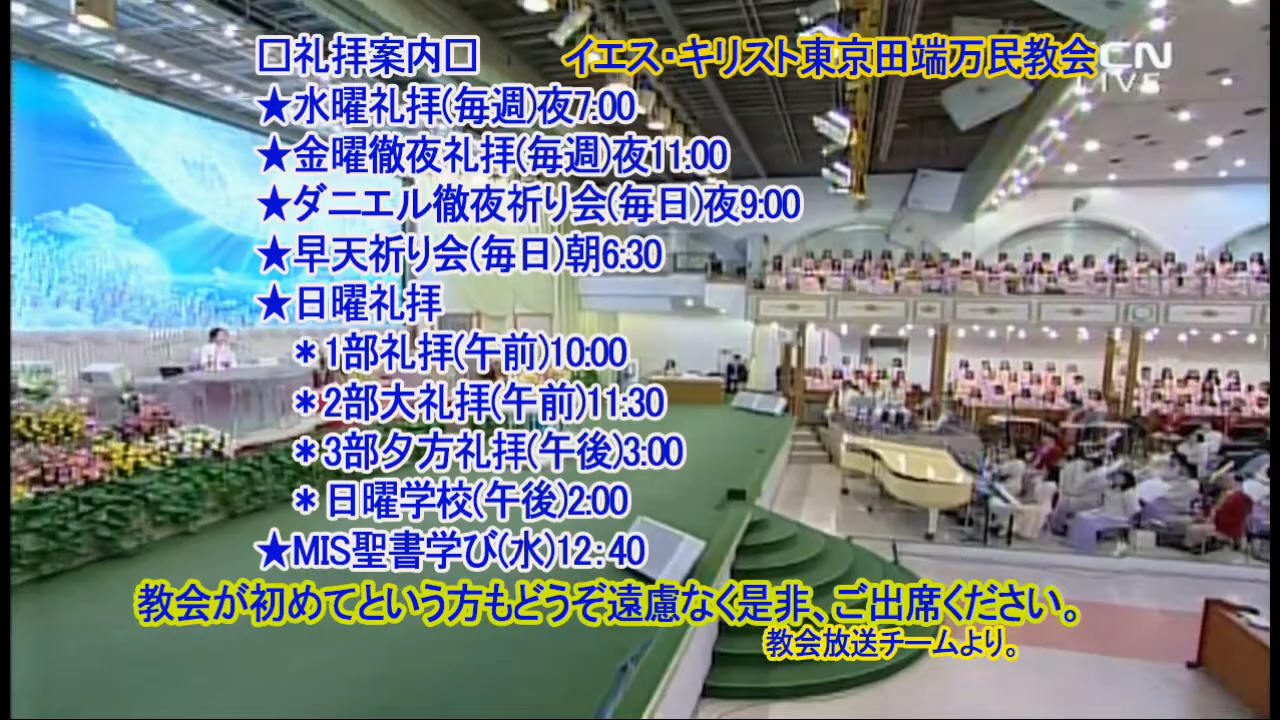 □礼拝案内□ イエス・キリスト東京田端万民教会
CN
LIVE
★水曜礼拝(毎週)夜7:00
★金曜徹夜礼拝(毎週)夜11:00
★ダニエル徹夜祈り会(毎日)夜9:00
★早天祈り会(毎日)朝6:30
★日曜礼拝
＊1部礼拝(午前)10:00
＊2部大礼拝(午前)11:30
＊3部夕方礼拝(午後)3:00
＊日曜学校(午後)2:00
★MIS聖書学び(水)12:40
教会が初めてという方もどうぞ遠慮なく是非、ご出席ください。
教会放送チームより。